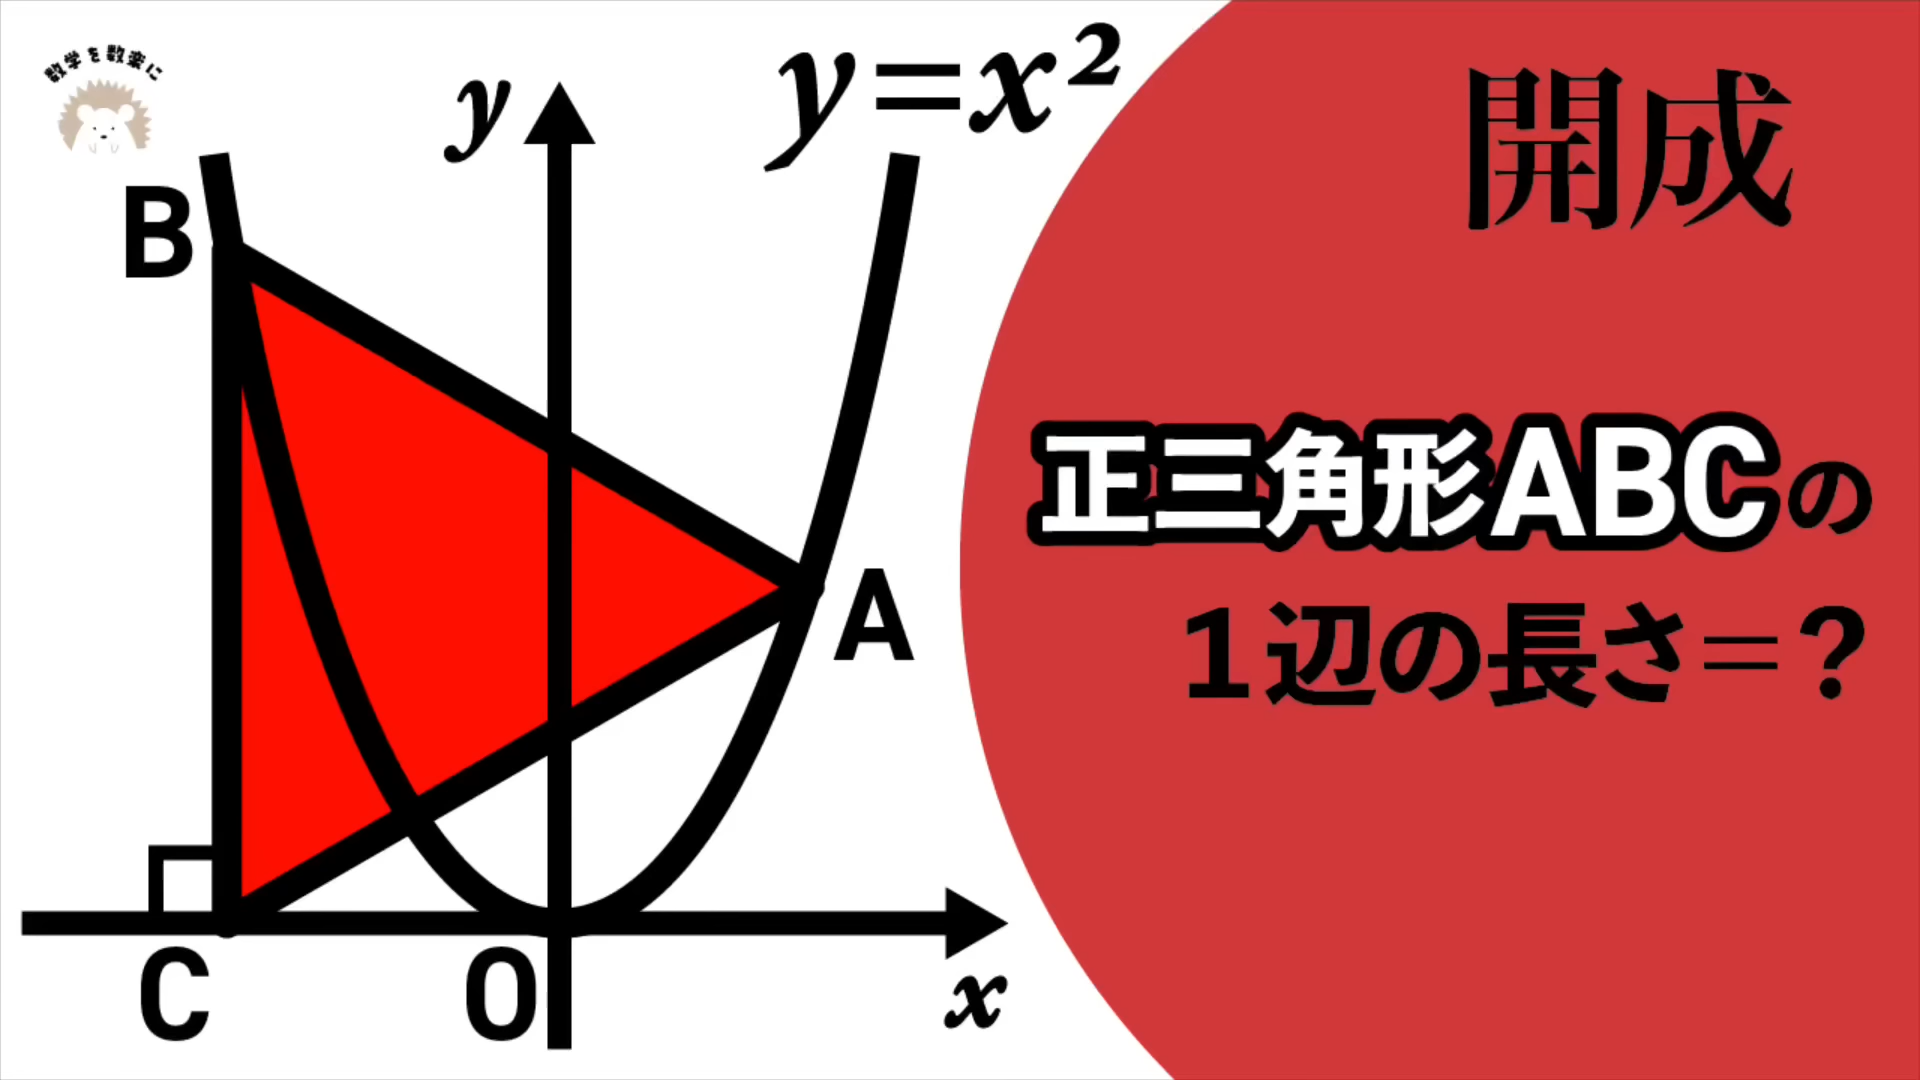 数学を数楽に
y=x²
y
B
A
C
O
x
開成
正三角形ABCの
1辺の長さ=?